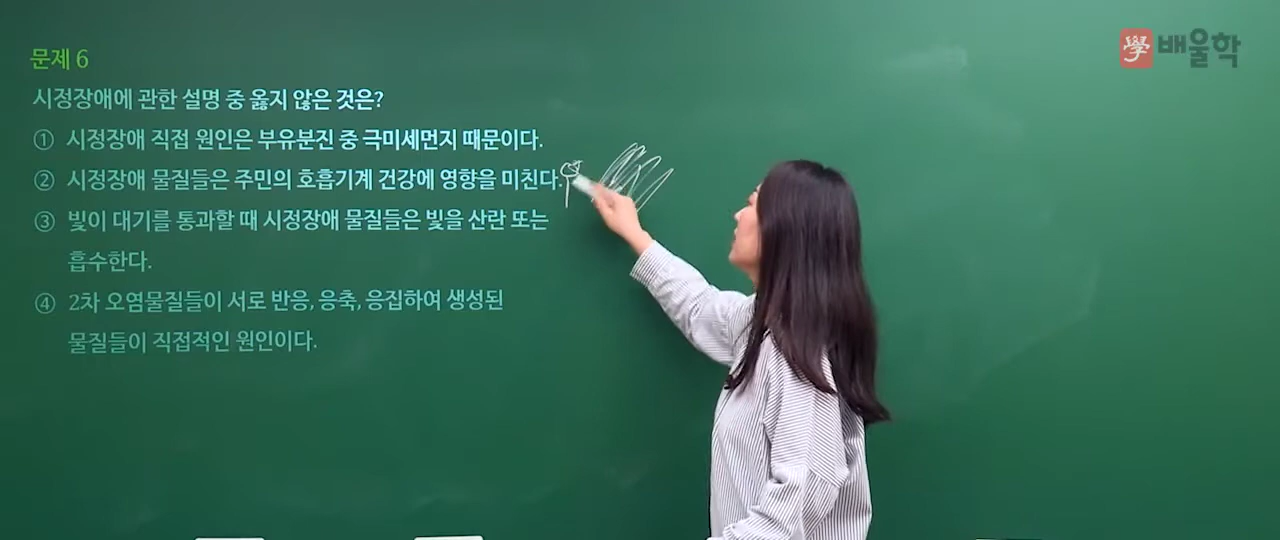 學 배울학
문제 6
시정장애에 관한 설명 중 옳지 않은 것은?
① 시정장애 직접 원인은 부유분진 중 극미세먼지 때문이다.
② 시정장애 물질들은 주민의 호흡기계 건강에 영향을 미친다.
③ 빛이 대기를 통과할 때 시정장애 물질들은 빛을 산란 또는
흡수한다.
④ 2차 오염물질들이 서로 반응, 응축, 응집하여 생성된
물질들이 직접적인 원인이다.